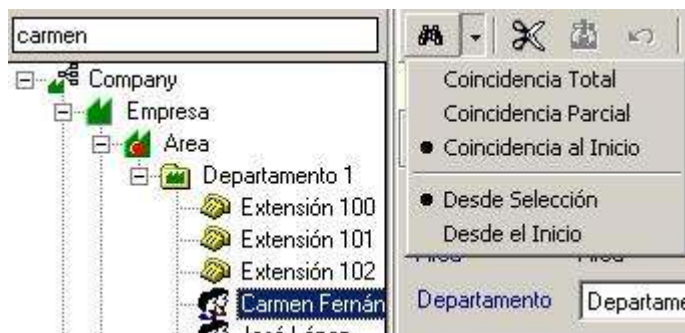 carmen
Company
Empresa
Area
Departamento 1
Extensión 100
Extensión 101
Extensión 102
Carmen Fernán
Coincidencia Total
Coincidencia Parcial
Coincidencia al Inicio
Desde Selección
Desde el Inicio
Departamento
Departame